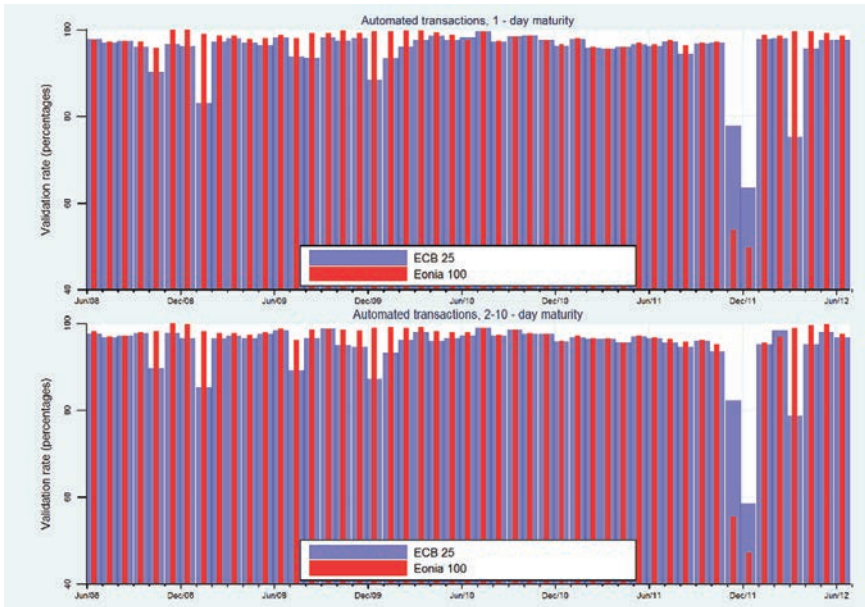 Automated transactions, 1 - day maturity
Validation rate (percentages)
100
80
60
40
ECB 25
Eonia 100
Jun/08 Dec/08 Jun/09 Dec/09 Jun/10 Dec/10 Jun/11 Dec/11 Jun/12
Automated transactions, 2-10 - day maturity
Validation rate (percentages)
100
80
60
40
ECB 25
Eonia 100
Jun/08 Dec/08 Jun/09 Dec/09 Jun/10 Dec/10 Jun/11 Dec/11 Jun/12